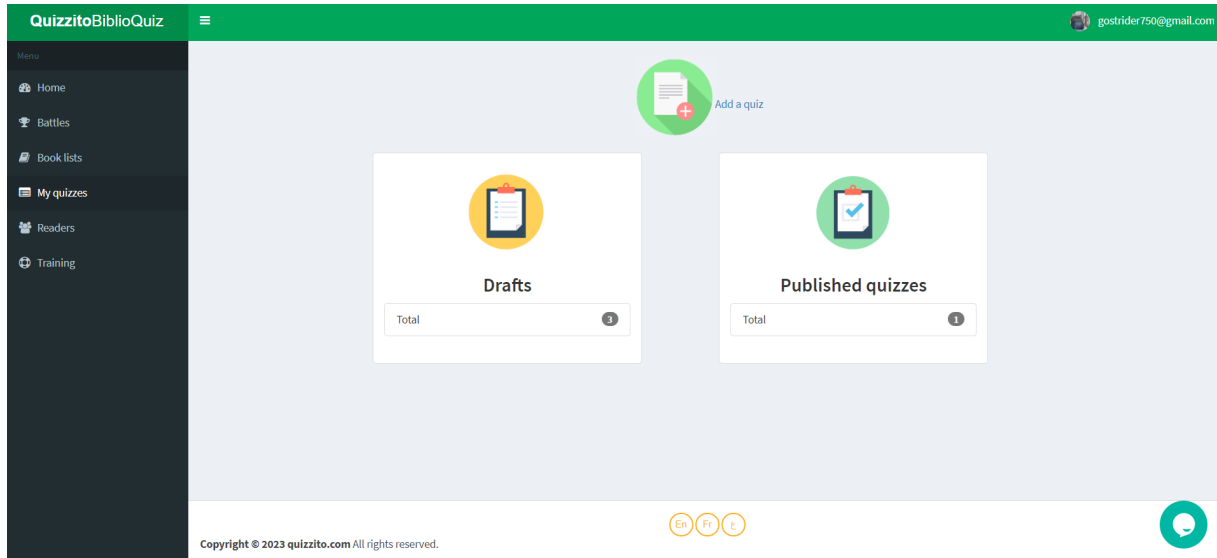 QuizzitoBiblioQuiz
gostrider750@gmail.com
Menu
Home
Battles
Book lists
My quizzes
Readers
Training
Add a quiz
Drafts
Total 3
Published quizzes
Total 1
En Fr ع
Copyright © 2023 quizzito.com All rights reserved.